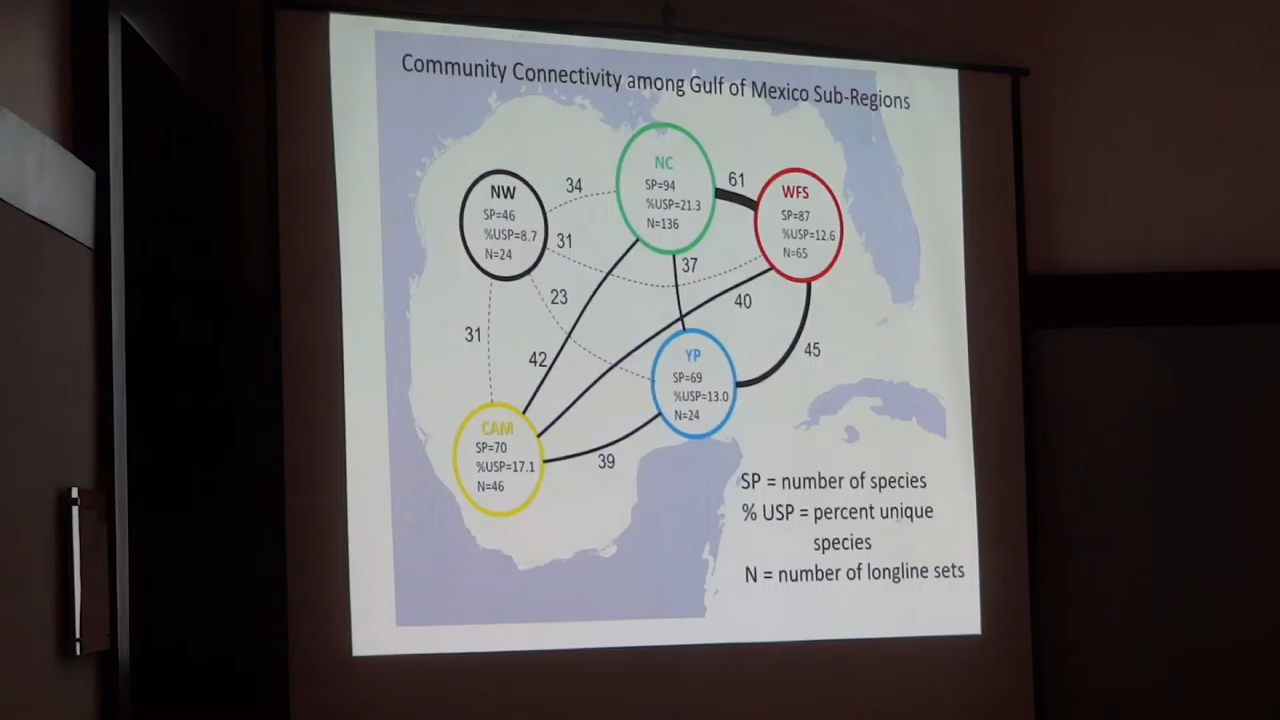 Community Connectivity among Gulf of Mexico Sub-Regions
NC
SP=94
%USP=21.3
N=136
NW
SP=46
%USP=8.7
N=24
WFS
SP=87
%USP=12.6
N=65
34
61
31
37
23
40
31
42
45
YP
SP=69
%USP=13.0
N=24
CAM
SP=70
%USP=17.1
N=46
39
SP = number of species
% USP = percent unique
species
N = number of longline sets